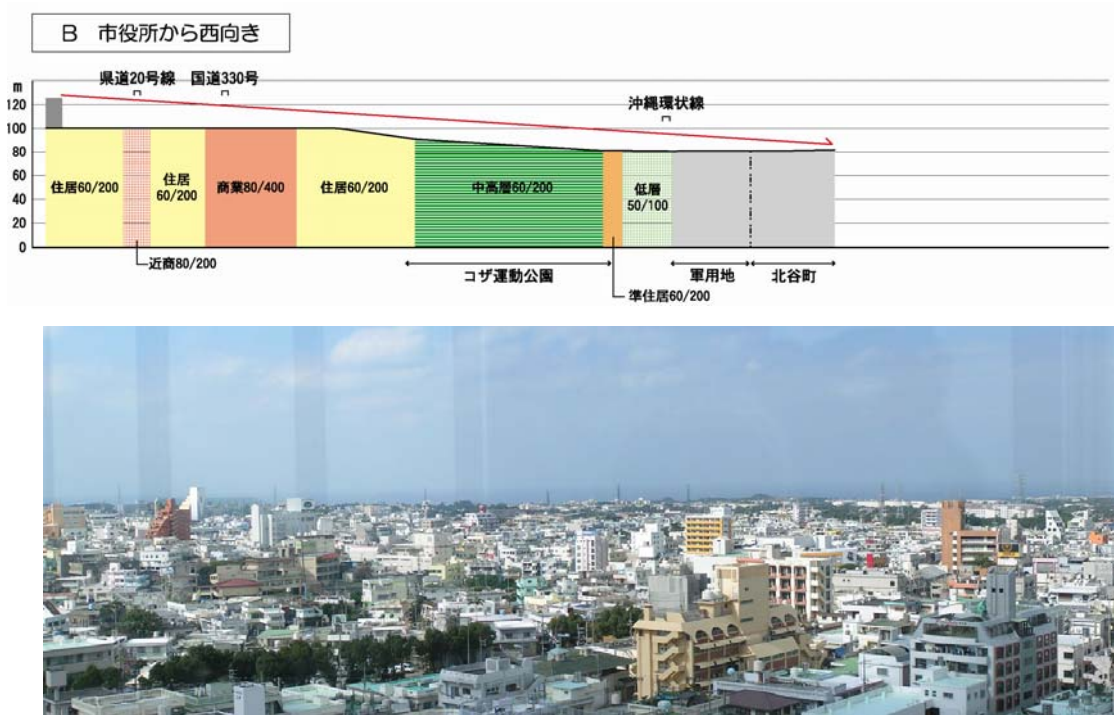 B 市役所から西向き
県道20号線 国道330号
沖縄環状線
m
120
100
80
60
40
20
0
住居60/200
住居
60/200
商業80/400
住居60/200
中高層60/200
低層
50/100
近商80/200
コザ運動公園
軍用地
北谷町
準住居60/200